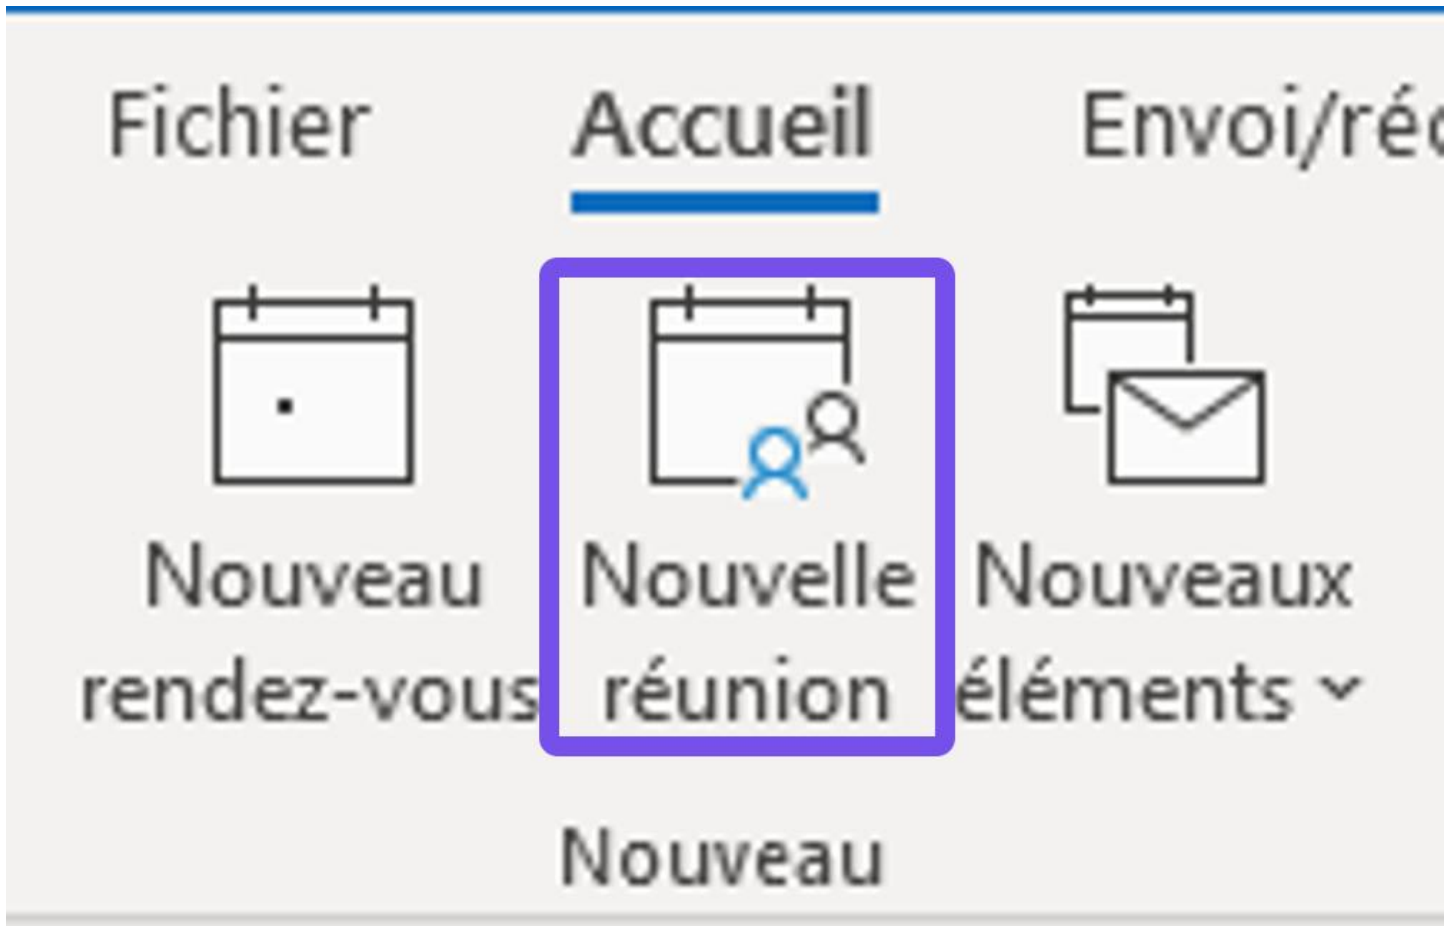 Fichier Accueil Envoi/réc
Nouveau Nouvelle Nouveaux
rendez-vous réunion éléments
Nouveau